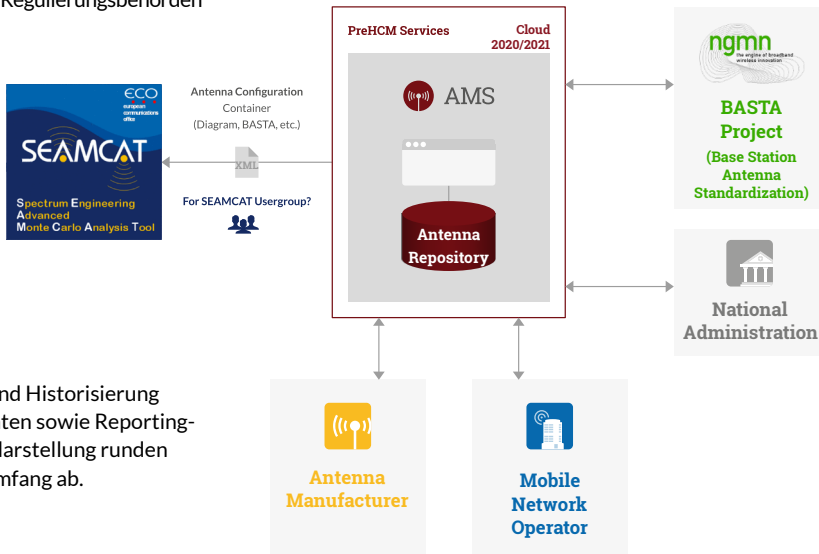 Regulierungsbehörden
PreHCM Services
Cloud
2020/2021
AMS
Antenna
Repository
ECO
european
communications
office
SEAMCAT
Spectrum Engineering
Advanced
Monte Carlo Analysis Tool
Antenna Configuration
Container
(Diagram, BASTA, etc.)
XML
For SEAMCAT Usergroup?
ngmn
the engine of broadband
wireless innovation
BASTA
Project
(Base Station
Antenna
Standardization)
National
Administration
nd Historisierung
ten sowie Reporting-
darstellung runden
mfang ab.
Antenna
Manufacturer
Mobile
Network
Operator